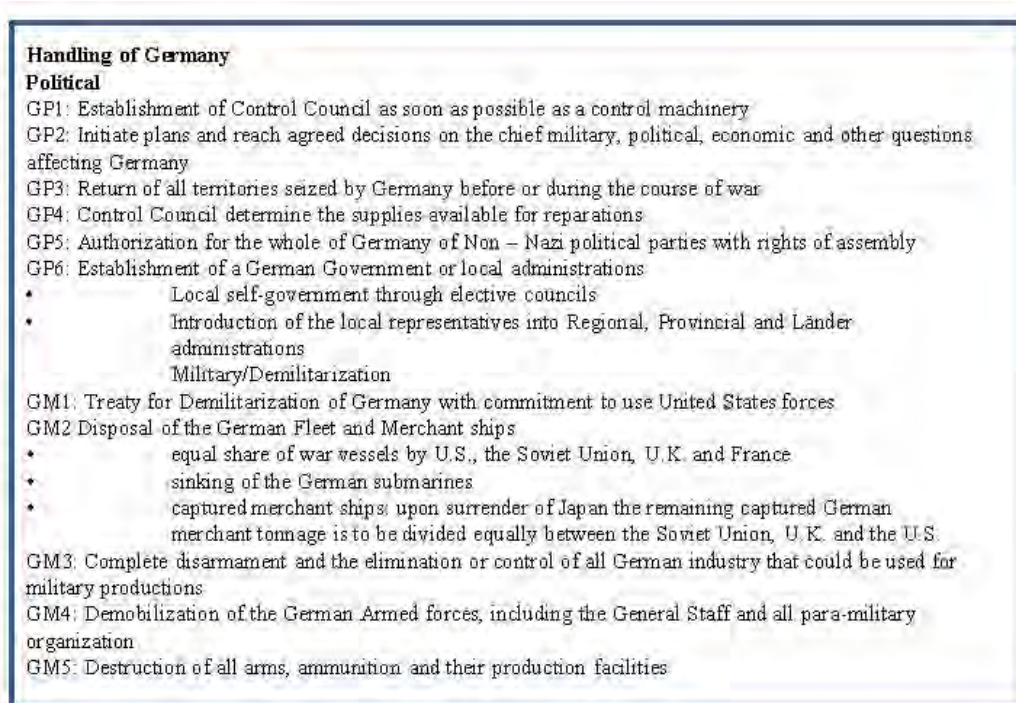 Handling of Germany
Political
GP1: Establishment of Control Council as soon as possible as a control machinery
GP2: Initiate plans and reach agreed decisions on the chief military, political, economic and other questions
affecting Germany
GP3: Return of all territories seized by Germany before or during the course of war
GP4: Control Council determine the supplies available for reparations
GP5: Authorization for the whole of Germany of Non – Nazi political parties with rights of assembly
GP6: Establishment of a German Government or local administrations
• Local self-government through elective councils
• Introduction of the local representatives into Regional, Provincial and Länder
administrations
Military/Demilitarization
GM1: Treaty for Demilitarization of Germany with commitment to use United States forces
GM2 Disposal of the German Fleet and Merchant ships
• equal share of war vessels by U.S., the Soviet Union, U.K. and France
• sinking of the German submarines
• captured merchant ships: upon surrender of Japan the remaining captured German
merchant tonnage is to be divided equally between the Soviet Union, U.K. and the U.S.
GM3: Complete disarmament and the elimination or control of all German industry that could be used for
military productions
GM4: Demobilization of the German Armed forces, including the General Staff and all para-military
organization
GM5: Destruction of all arms, ammunition and their production facilities